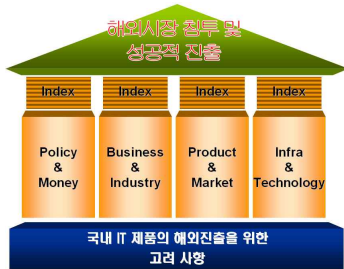 해외시장 침투 및
성공적 진출
Index Index Index Index
Policy Business Product Infra
& & & &
Money Industry Market Technology
국내 IT 제품의 해외진출을 위한
고려 사항